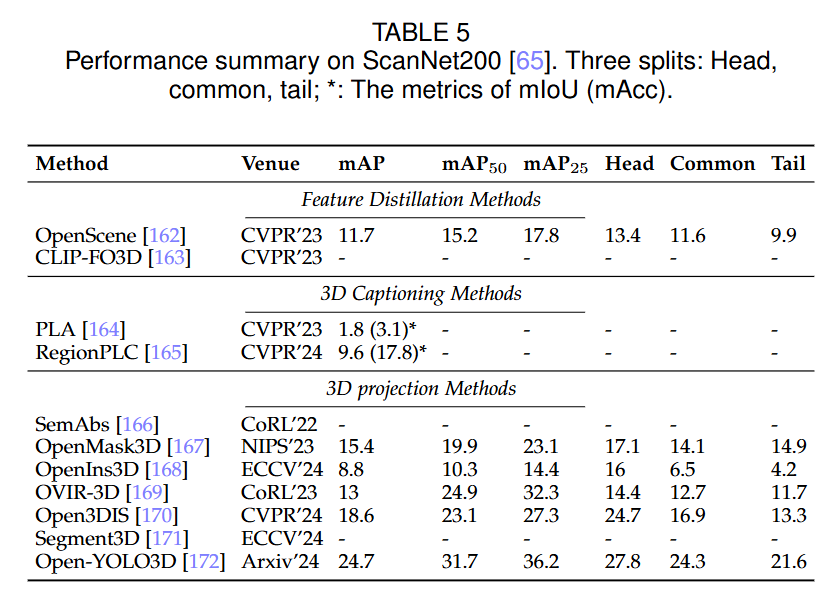 TABLE 5
Performance summary on ScanNet200 [65]. Three splits: Head,
common, tail; *: The metrics of mIoU (mAcc).
Method Venue mAP mAP50 mAP25 Head Common Tail
Feature Distillation Methods
OpenScene [162] CVPR'23 11.7 15.2 17.8 13.4 11.6 9.9
CLIP-FO3D [163] CVPR'23 - - - - - -
3D Captioning Methods
PLA [164] CVPR'23 1.8 (3.1)* - - - - -
RegionPLC [165] CVPR'24 9.6 (17.8)* - - - - -
3D projection Methods
SemAbs [166] CoRL'22 - - - - - -
OpenMask3D [167] NIPS'23 15.4 19.9 23.1 17.1 14.1 14.9
OpenIns3D [168] ECCV'24 8.8 10.3 14.4 16 6.5 4.2
OVIR-3D [169] CoRL'23 13 24.9 32.3 14.4 12.7 11.7
Open3DIS [170] CVPR'24 18.6 23.1 27.3 24.7 16.9 13.3
Segment3D [171] ECCV'24 - - - - - -
Open-YOLO3D [172] Arxiv'24 24.7 31.7 36.2 27.8 24.3 21.6